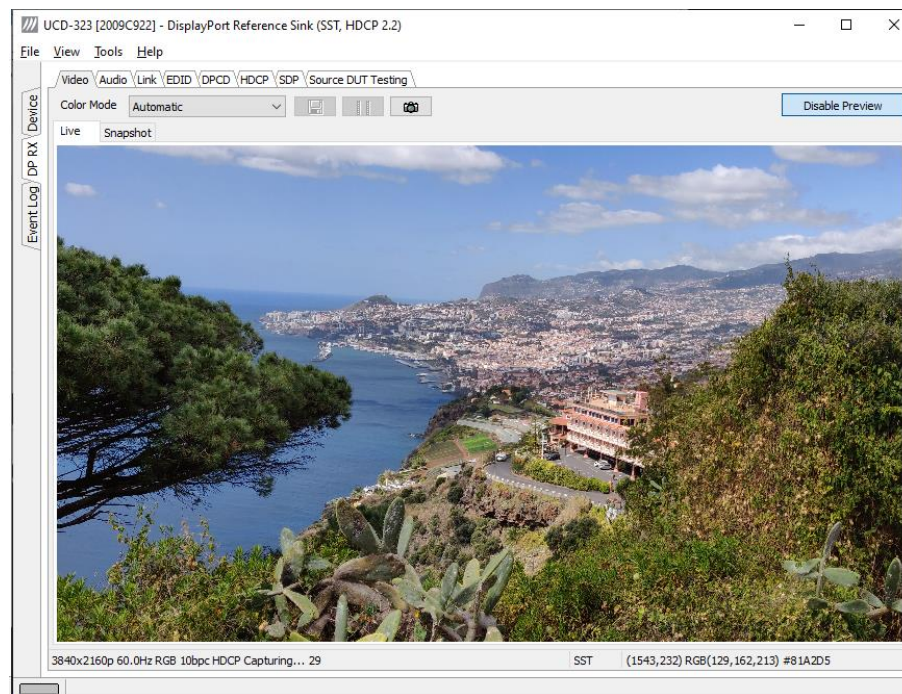 UCD-323 [2009C922] - DisplayPort Reference Sink (SST, HDCP 2.2)
File View Tools Help
Video Audio Link EDID DPCD HDCP SDP Source DUT Testing
Color Mode Automatic Disable Preview
Live Snapshot
Device
DP RX
Event Log
3840x2160p 60.0Hz RGB 10bpc HDCP Capturing... 29 SST (1543,232) RGB(129,162,213) #81A2D5